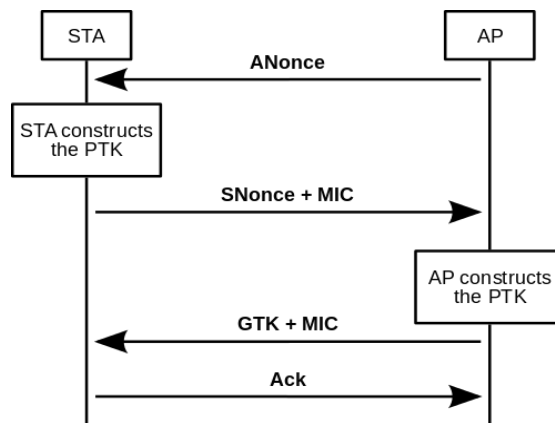 STA
AP
ANonce
STA constructs
the PTK
SNonce + MIC
AP constructs
the PTK
GTK + MIC
Ack